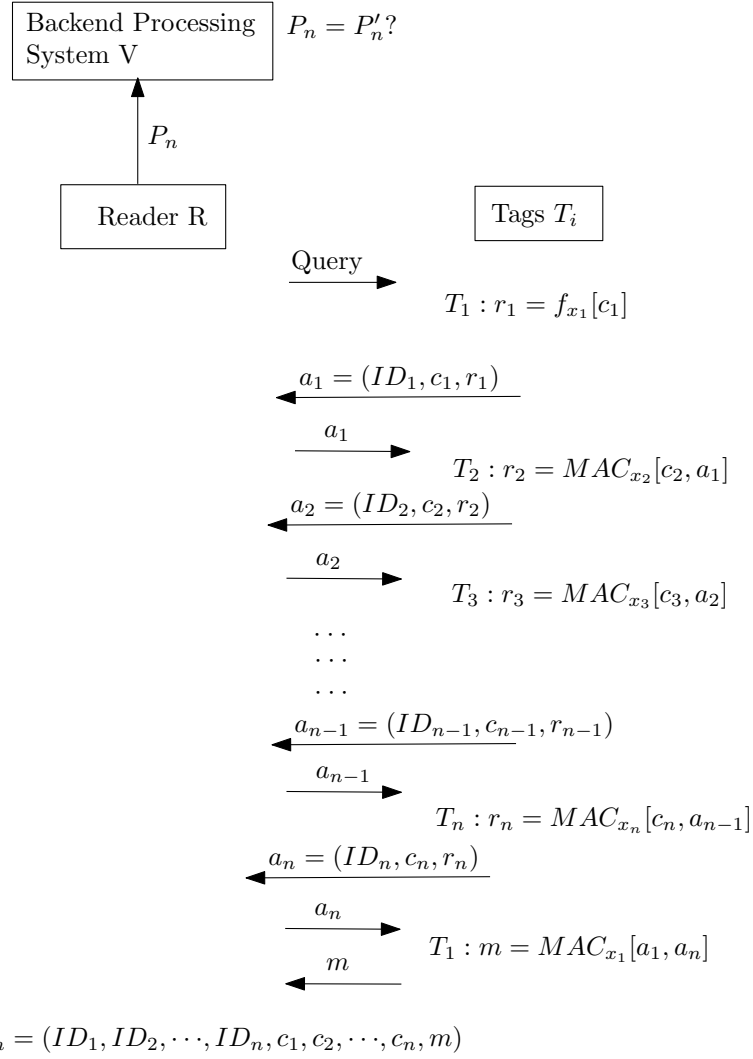 Backend Processing
System V
P_n = P'_n?
P_n
Reader R
Tags T_i
Query
T_1 : r_1 = f_{x_1}[c_1]
a_1 = (ID_1, c_1, r_1)
a_1
T_2 : r_2 = MAC_{x_2}[c_2, a_1]
a_2 = (ID_2, c_2, r_2)
a_2
T_3 : r_3 = MAC_{x_3}[c_3, a_2]
...
...
...
a_{n-1} = (ID_{n-1}, c_{n-1}, r_{n-1})
a_{n-1}
T_n : r_n = MAC_{x_n}[c_n, a_{n-1}]
a_n = (ID_n, c_n, r_n)
a_n
T_1 : m = MAC_{x_1}[a_1, a_n]
m
n = (ID_1, ID_2, ···, ID_n, c_1, c_2, ···, c_n, m)